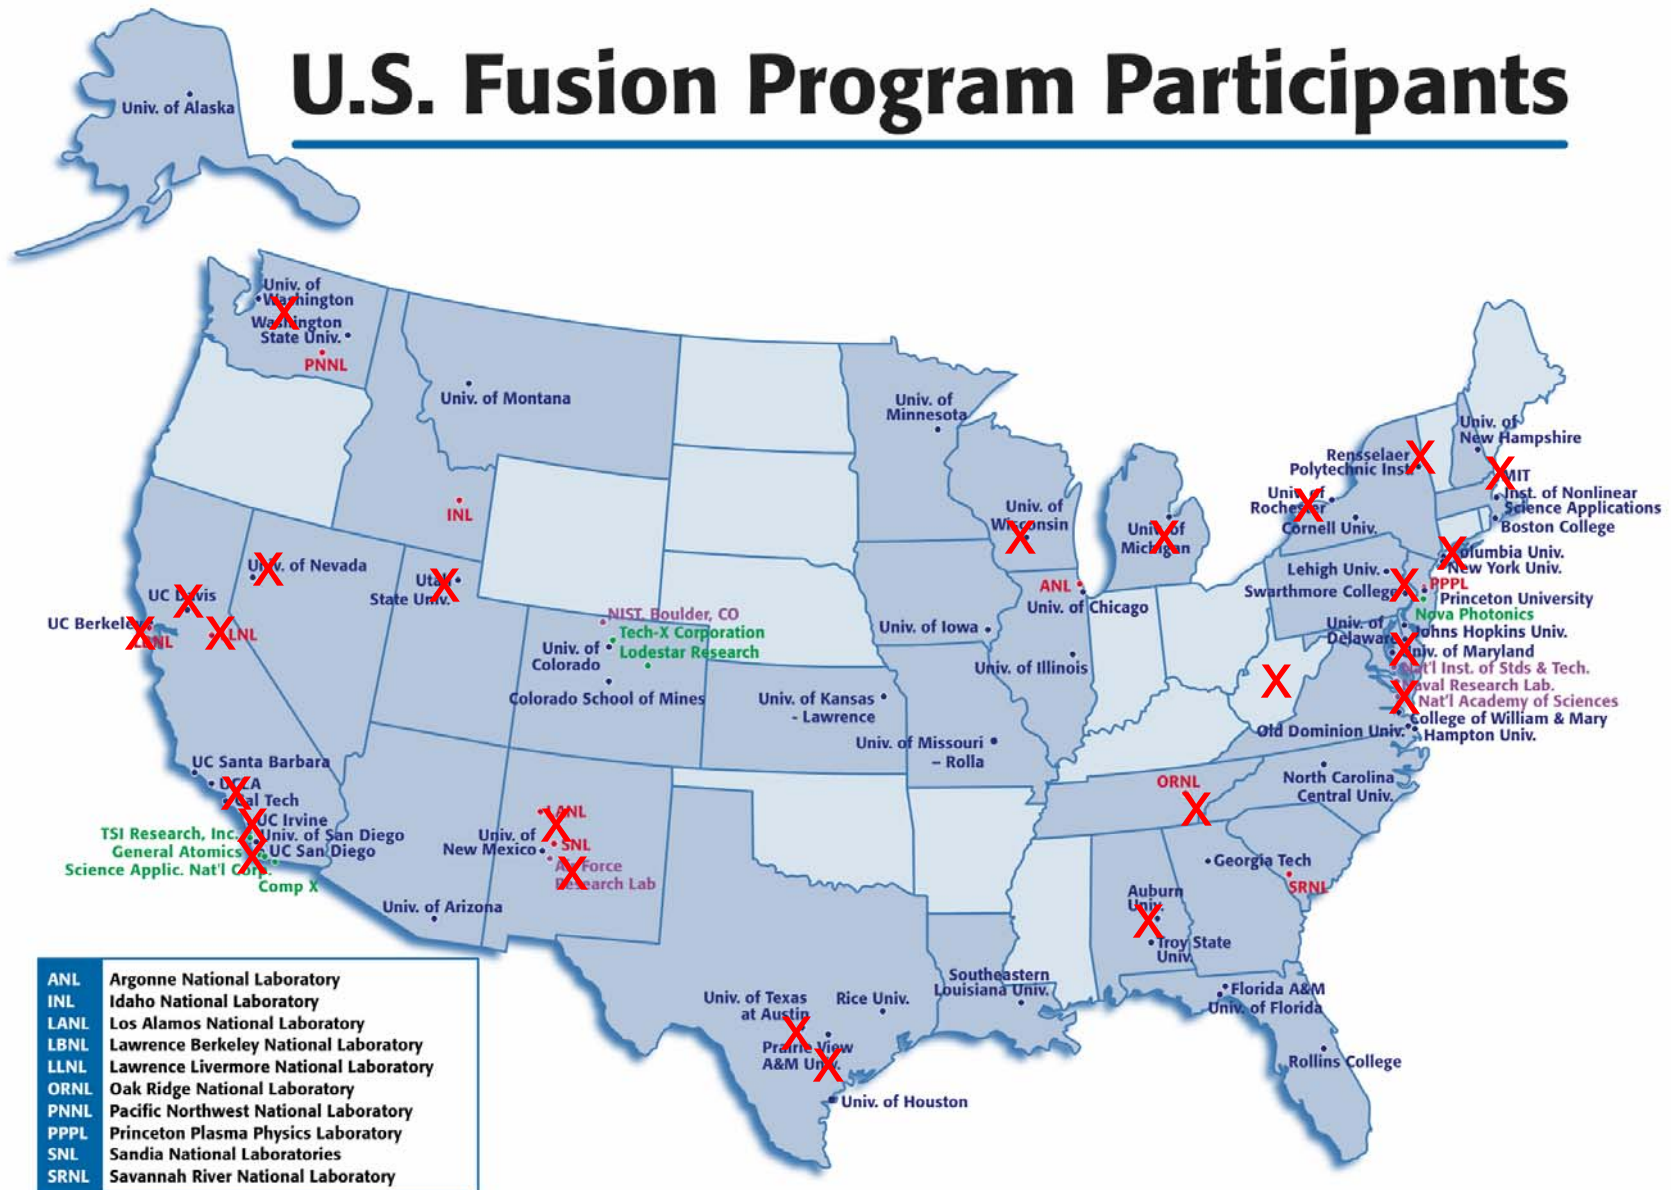 U.S. Fusion Program Participants
Univ. of Alaska
Univ. of
Washington
Washington
State Univ.
PNNL
Univ. of Montana
INL
Univ. of Nevada
Utah
State Univ.
UC Davis
UC Berkeley
LBNL
LLNL
UC Santa Barbara
UCLA
Cal Tech
UC Irvine
TSI Research, Inc.
Univ. of San Diego
General Atomics
UC San Diego
Science Applic. Nat'l Corp.
Comp X
Univ. of Arizona
NIST, Boulder, CO
Tech-X Corporation
Lodestar Research
Univ. of
Colorado
Colorado School of Mines
LANL
Univ. of
New Mexico
SNL
Air Force
Research Lab
Univ. of Kansas
- Lawrence
Univ. of Missouri
– Rolla
Univ. of
Minnesota
Univ. of Iowa
Univ. of
Wisconsin
ANL
Univ. of Chicago
Univ. of Illinois
Univ. of
Michigan
Univ. of Texas
at Austin
Rice Univ.
Prairie View
A&M Univ.
Univ. of Houston
Southeastern
Louisiana Univ.
Auburn
Univ.
Troy State
Univ.
Georgia Tech
SRNL
Florida A&M
Univ. of Florida
Rollins College
ORNL
North Carolina
Central Univ.
Old Dominion Univ.
Univ. of
New Hampshire
Rensselaer
Polytechnic Inst.
MIT
Inst. of Nonlinear
Science Applications
Boston College
Univ. of
Rochester
Cornell Univ.
Columbia Univ.
New York Univ.
Lehigh Univ.
Swarthmore College
PPPL
Princeton University
Nova Photonics
Univ. of
Delaware
Johns Hopkins Univ.
Univ. of Maryland
Nat'l Inst. of Stds & Tech.
Naval Research Lab.
Nat'l Academy of Sciences
College of William & Mary
Hampton Univ.
ANL Argonne National Laboratory
INL Idaho National Laboratory
LANL Los Alamos National Laboratory
LBNL Lawrence Berkeley National Laboratory
LLNL Lawrence Livermore National Laboratory
ORNL Oak Ridge National Laboratory
PNNL Pacific Northwest National Laboratory
PPPL Princeton Plasma Physics Laboratory
SNL Sandia National Laboratories
SRNL Savannah River National Laboratory